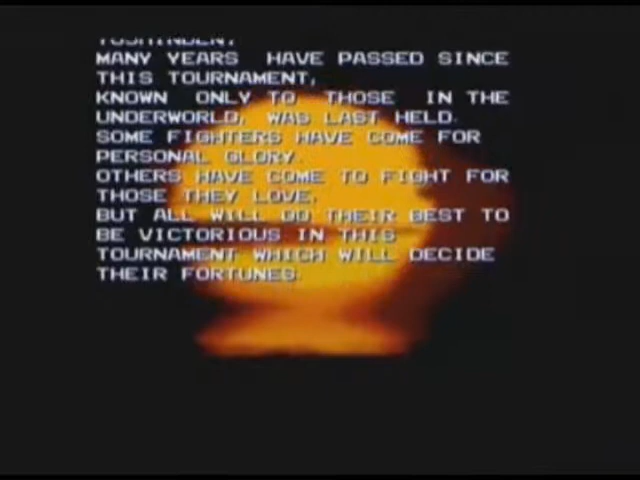 MANY YEARS HAVE PASSED SINCE
THIS TOURNAMENT,
KNOWN ONLY TO THOSE IN THE
UNDERWORLD, WAS LAST HELD.
SOME FIGHTERS HAVE COME FOR
PERSONAL GLORY.
OTHERS HAVE COME TO FIGHT FOR
THOSE THEY LOVE.
BUT ALL WILL DO THEIR BEST TO
BE VICTORIOUS IN THIS
TOURNAMENT WHICH WILL DECIDE
THEIR FORTUNES.